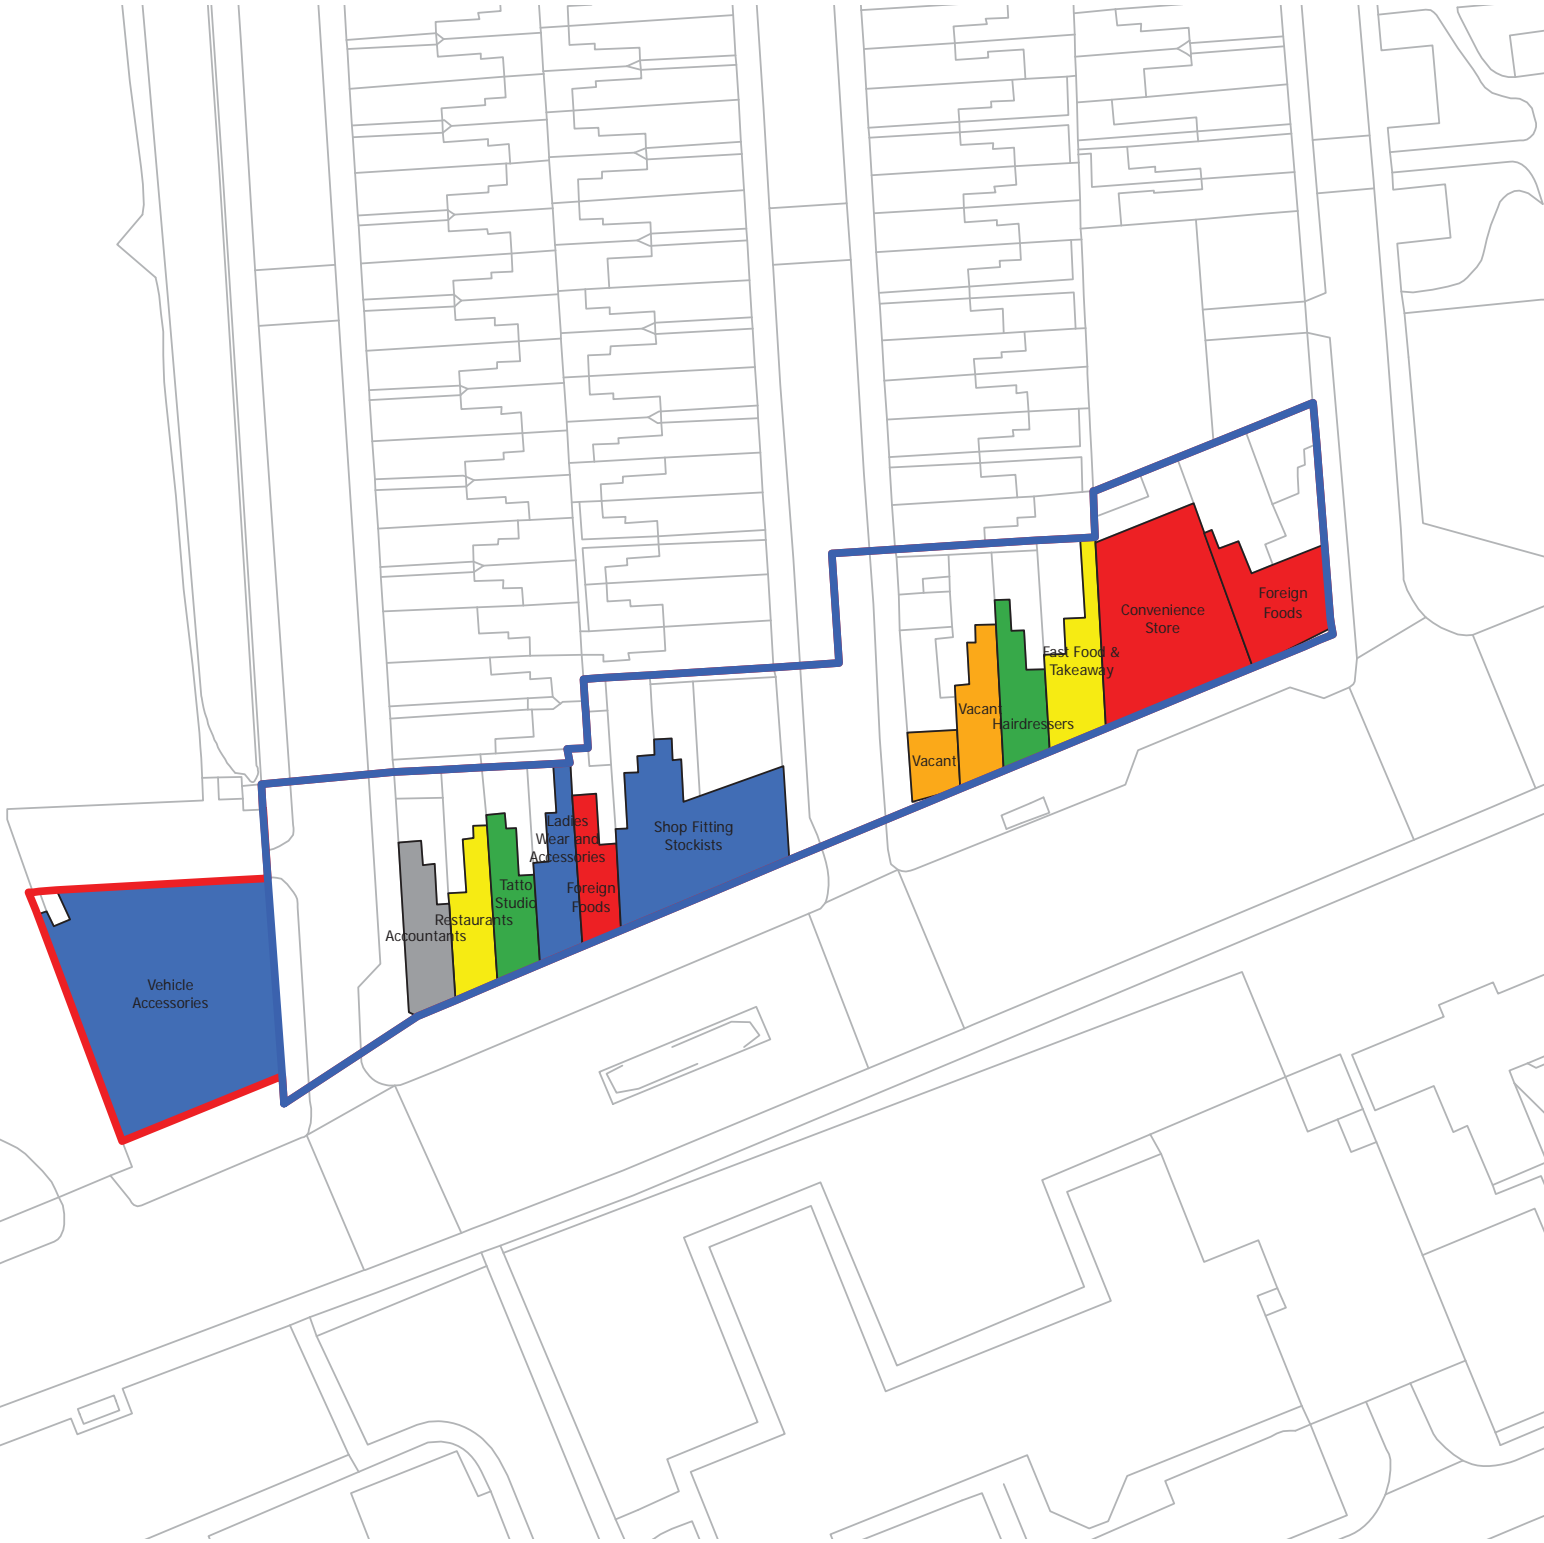 Foreign
Foods
Convenience
Store
Fast Food &
Takeaway
Vacant
Hairdressers
Vacant
Ladies
Wear and
Accessories
Shop Fitting
Stockists
Foreign
Foods
Tatto
Studio
Restaurants
Accountants
Vehicle
Accessories